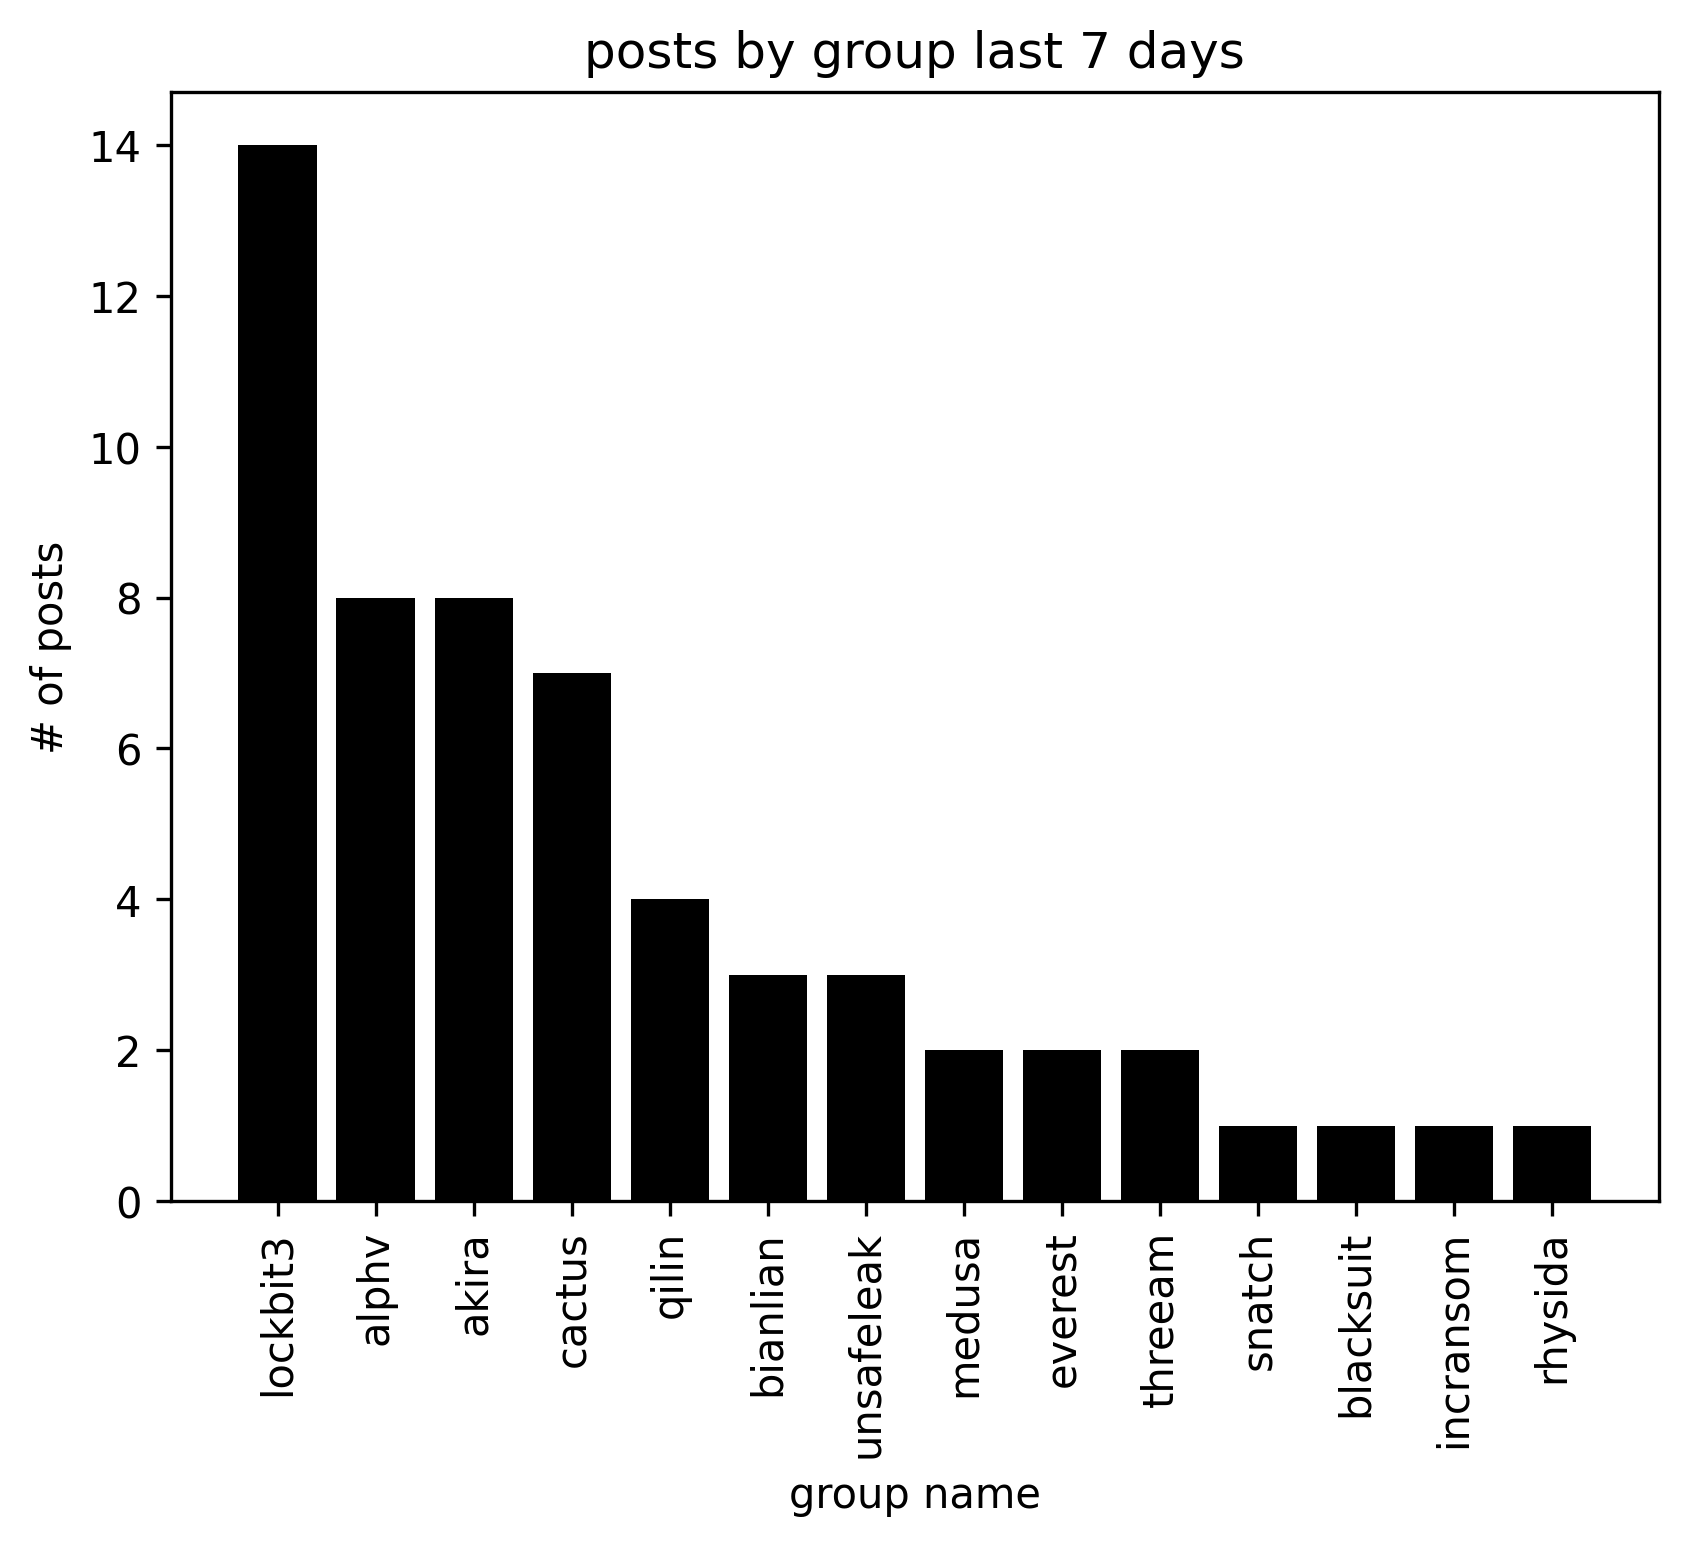 posts by group last 7 days
14
12
10
8
6
4
2
0
# of posts
lockbit3
alphv
akira
cactus
qilin
bianlian
unsafeleak
medusa
everest
threeam
snatch
blacksuit
incransom
rhysida
group name